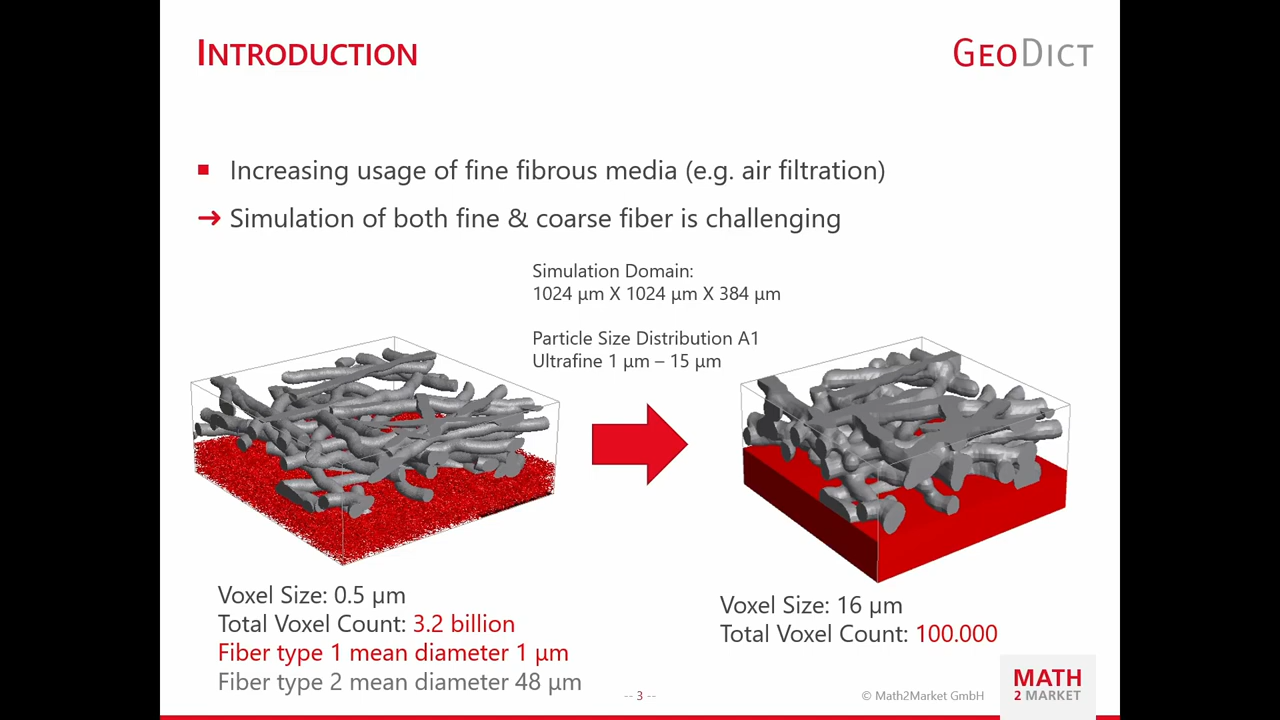 INTRODUCTION
GEODICT
Increasing usage of fine fibrous media (e.g. air filtration)
→ Simulation of both fine & coarse fiber is challenging
Simulation Domain:
1024 µm X 1024 µm X 384 µm
Particle Size Distribution A1
Ultrafine 1 µm – 15 µm
Voxel Size: 0.5 µm
Total Voxel Count: 3.2 billion
Fiber type 1 mean diameter 1 µm
Fiber type 2 mean diameter 48 µm
Voxel Size: 16 µm
Total Voxel Count: 100.000
-- 3 --
© Math2Market GmbH
MATH
2 MARKET